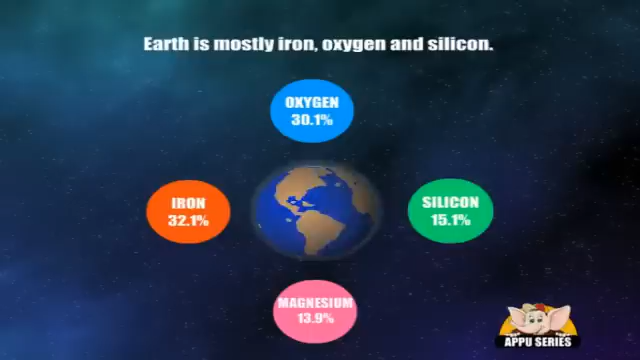 Earth is mostly iron, oxygen and silicon.
OXYGEN
30.1%
IRON
32.1%
SILICON
15.1%
MAGNESIUM
13.9%
APPU SERIES